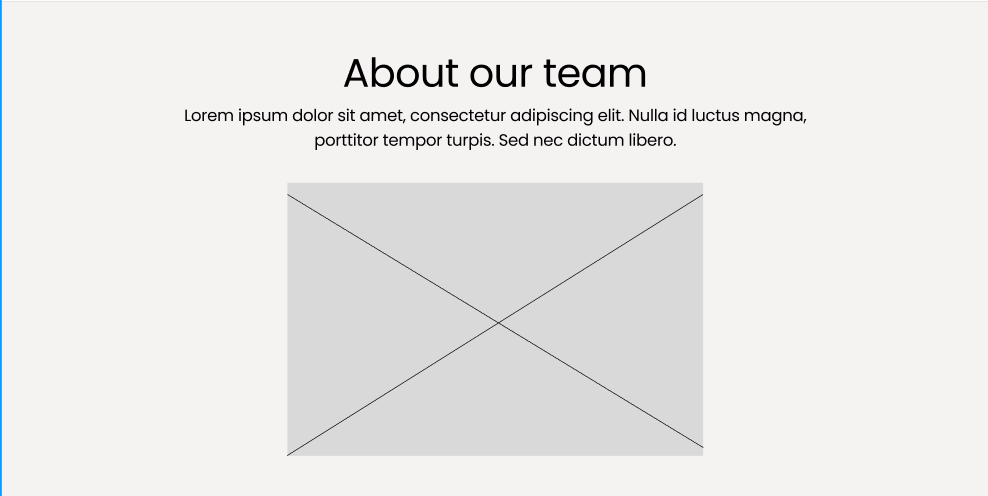 About our team
Lorem ipsum dolor sit amet, consectetur adipiscing elit. Nulla id luctus magna,
porttitor tempor turpis. Sed nec dictum libero.